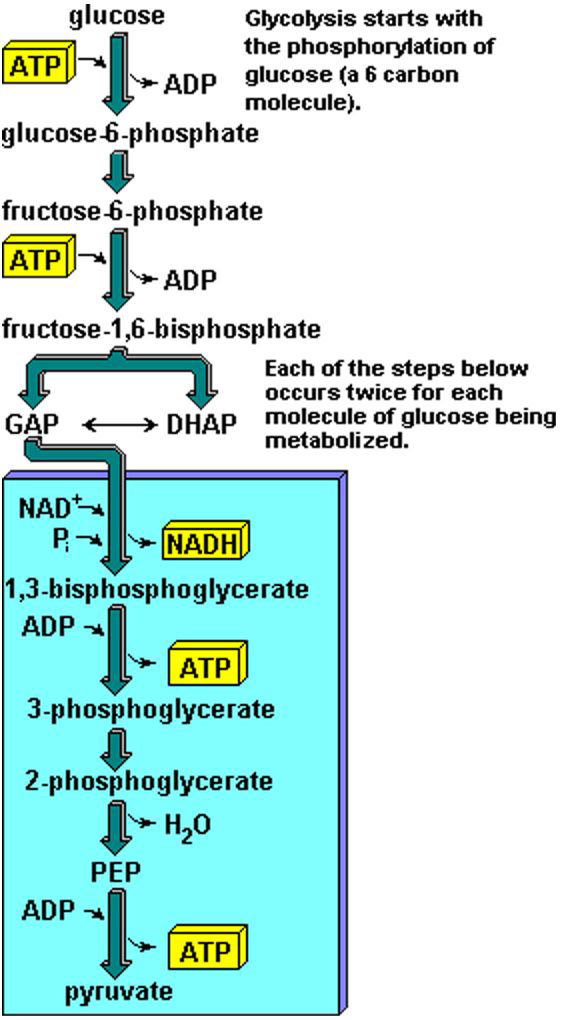 glucose
Glycolysis starts with
the phosphorylation of
glucose (a 6 carbon
molecule).
ATP
ADP
glucose-6-phosphate
fructose-6-phosphate
ATP
ADP
fructose-1,6-bisphosphate
Each of the steps below
occurs twice for each
molecule of glucose being
metabolized.
GAP DHAP
NAD+
Pi NADH
1,3-bisphosphoglycerate
ADP
ATP
3-phosphoglycerate
2-phosphoglycerate
H2O
PEP
ADP
ATP
pyruvate